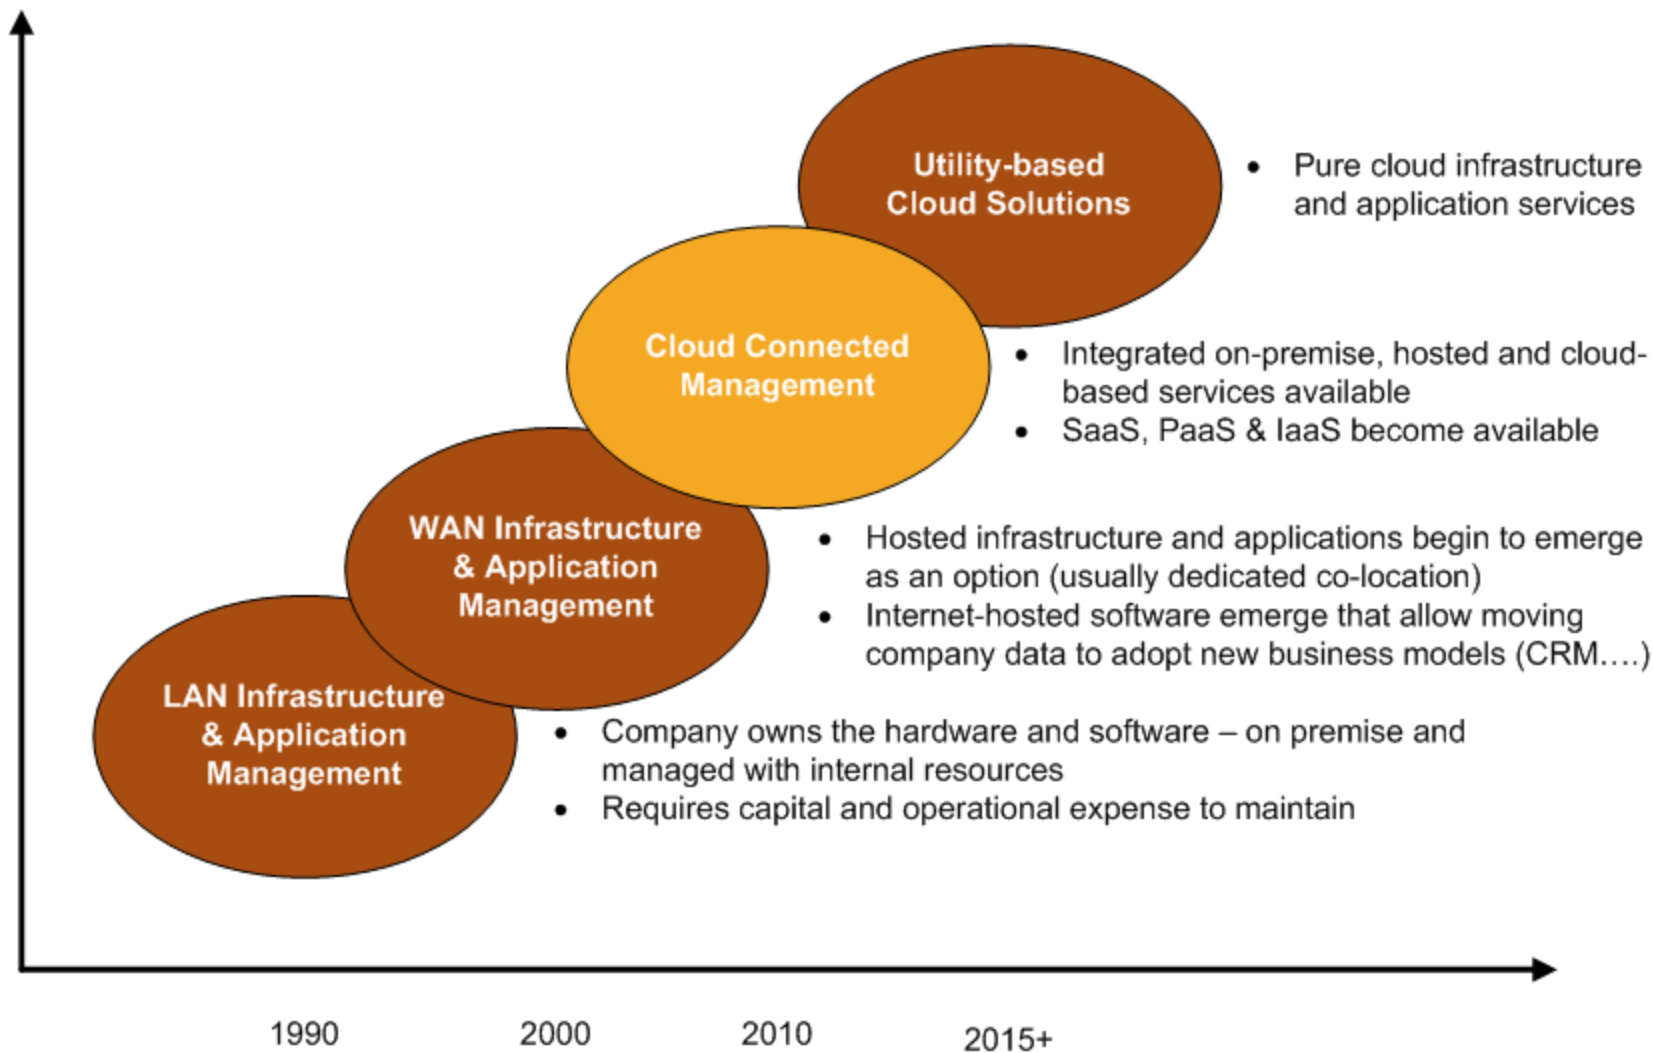 Utility-based
Cloud Solutions
• Pure cloud infrastructure
and application services
Cloud Connected
Management
• Integrated on-premise, hosted and cloud-
based services available
• SaaS, PaaS & IaaS become available
WAN Infrastructure
& Application
Management
• Hosted infrastructure and applications begin to emerge
as an option (usually dedicated co-location)
• Internet-hosted software emerge that allow moving
company data to adopt new business models (CRM....)
LAN Infrastructure
& Application
Management
• Company owns the hardware and software – on premise and
managed with internal resources
• Requires capital and operational expense to maintain
1990 2000 2010 2015+